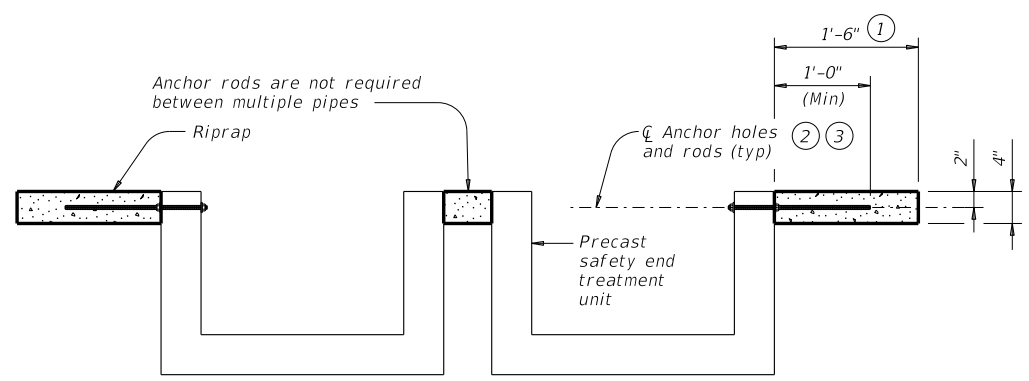 1'-6" 1
1'-0"
(Min)
Anchor rods are not required
between multiple pipes
Riprap
℄ Anchor holes 2 3
and rods (typ)
2"
4"
Precast
safety end
treatment
unit